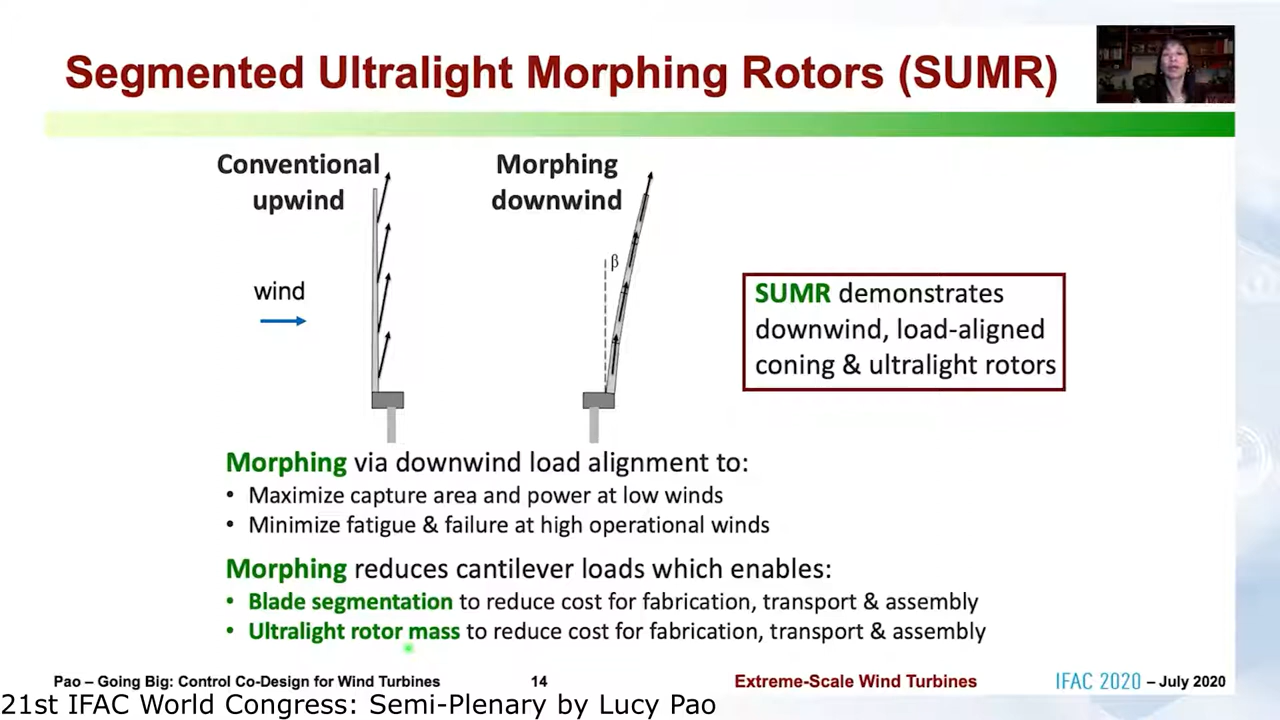 Segmented Ultralight Morphing Rotors (SUMR)
Conventional
upwind
Morphing
downwind
β
wind
SUMR demonstrates
downwind, load-aligned
coning & ultralight rotors
Morphing via downwind load alignment to:
• Maximize capture area and power at low winds
• Minimize fatigue & failure at high operational winds
Morphing reduces cantilever loads which enables:
• Blade segmentation to reduce cost for fabrication, transport & assembly
• Ultralight rotor mass to reduce cost for fabrication, transport & assembly
Pao – Going Big: Control Co-Design for Wind Turbines 14 Extreme-Scale Wind Turbines IFAC 2020 – July 2020
21st IFAC World Congress: Semi-Plenary by Lucy Pao